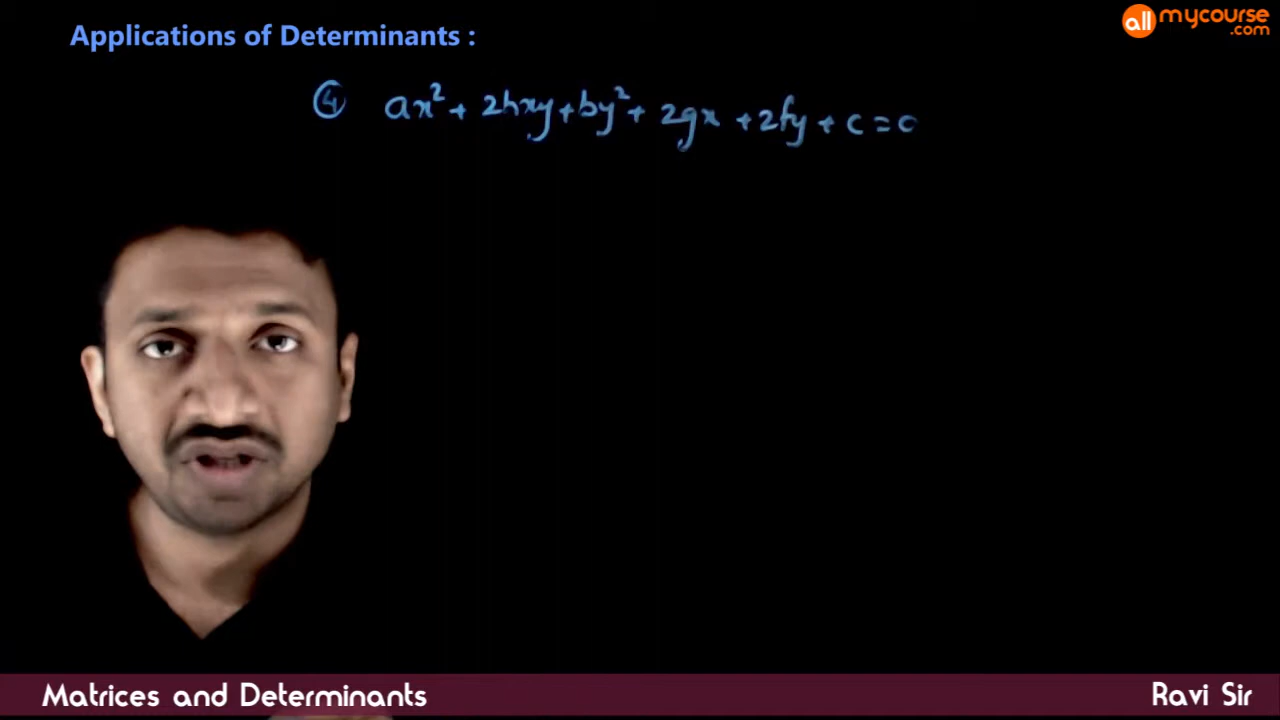 all mycourse
.com
Applications of Determinants :
④ ax² + 2hxy + by² + 2gx + 2fy + c = 0
Matrices and Determinants
Ravi Sir